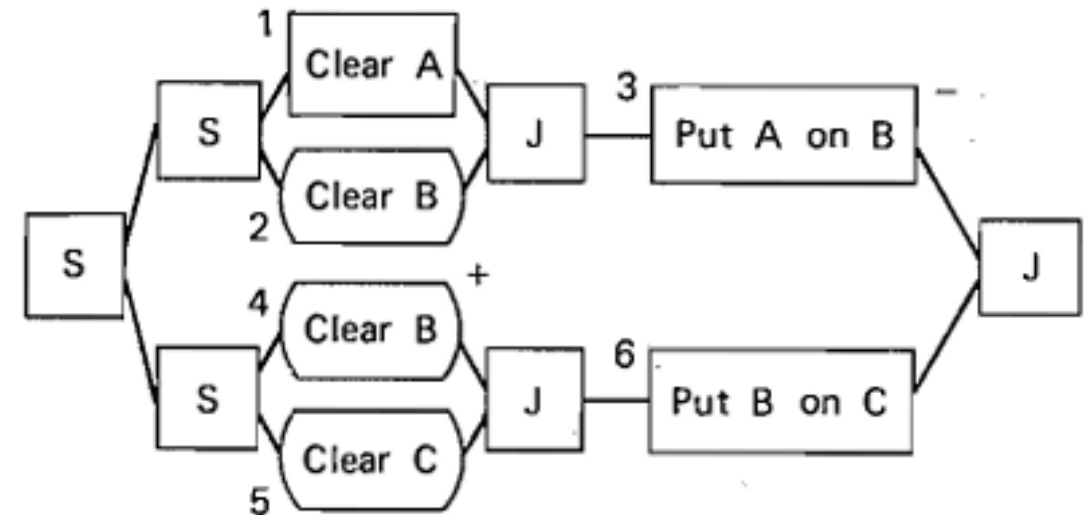 1
Clear A
S
J
3
Put A on B
–
Clear B
2
S
J
+
4
Clear B
S
J
6
Put B on C
Clear C
5